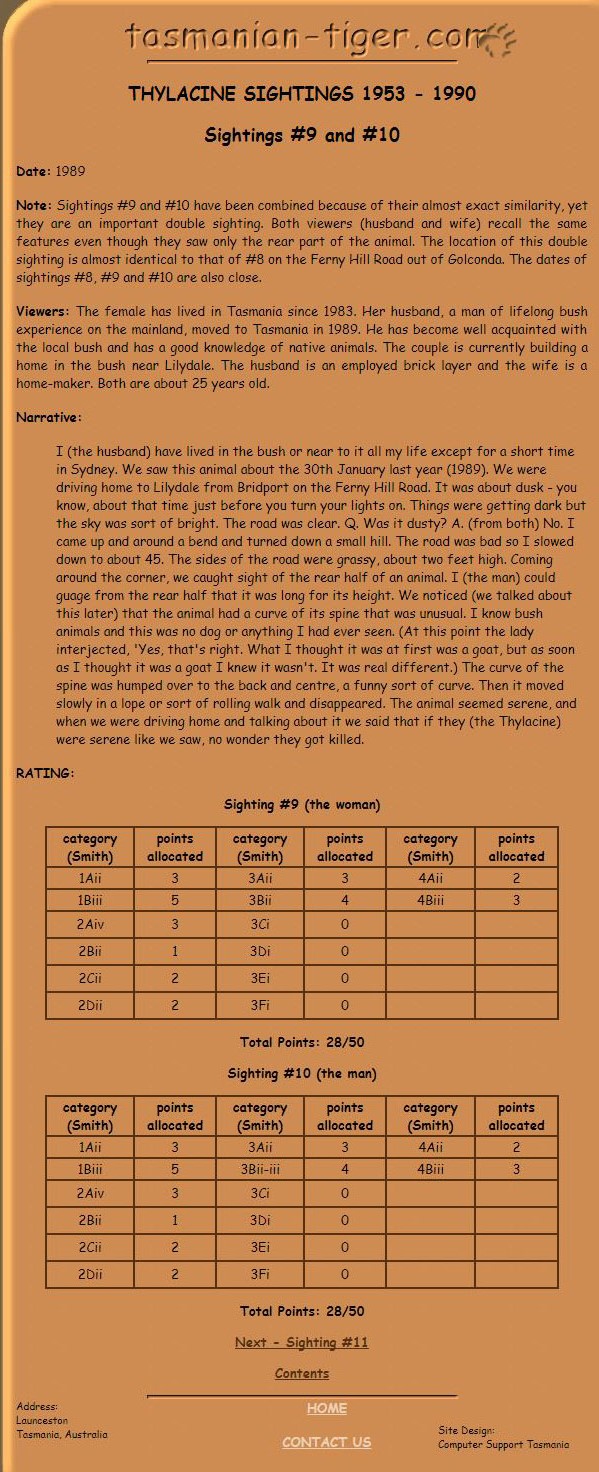 tasmanian-tiger.com
THYLACINE SIGHTINGS 1953 - 1990
Sightings #9 and #10
Date: 1989
Note: Sightings #9 and #10 have been combined because of their almost exact similarity, yet
they are an important double sighting. Both viewers (husband and wife) recall the same
features even though they saw only the rear part of the animal. The location of this double
sighting is almost identical to that of #8 on the Ferny Hill Road out of Golconda. The dates of
sightings #8, #9 and #10 are also close.
Viewers: The female has lived in Tasmania since 1983. Her husband, a man of lifelong bush
experience on the mainland, moved to Tasmania in 1989. He has become well acquainted with
the local bush and has a good knowledge of native animals. The couple is currently building a
home in the bush near Lilydale. The husband is an employed brick layer and the wife is a
home-maker. Both are about 25 years old.
Narrative:
I (the husband) have lived in the bush or near to it all my life except for a short time
in Sydney. We saw this animal about the 30th January last year (1989). We were
driving home to Lilydale from Bridport on the Ferny Hill Road. It was about dusk - you
know, about that time just before you turn your lights on. Things were getting dark but
the sky was sort of bright. The road was clear. Q. Was it dusty? A. (from both) No. I
came up and around a bend and turned down a small hill. The road was bad so I slowed
down to about 45. The sides of the road were grassy, about two feet high. Coming
around the corner, we caught sight of the rear half of an animal. I (the man) could
guage from the rear half that it was long for its height. We noticed (we talked about
this later) that the animal had a curve of its spine that was unusual. I know bush
animals and this was no dog or anything I had ever seen. (At this point the lady
interjected, 'Yes, that's right. What I thought it was at first was a goat, but as soon
as I thought it was a goat I knew it wasn't. It was real different.) The curve of the
spine was humped over to the back and centre, a funny sort of curve. Then it moved
slowly in a lope or sort of rolling walk and disappeared. The animal seemed serene, and
when we were driving home and talking about it we said that if they (the Thylacine)
were serene like we saw, no wonder they got killed.
RATING:
Sighting #9 (the woman)
category points category points category points
(Smith) allocated (Smith) allocated (Smith) allocated
1Aii 3 3Aii 3 4Aii 2
1Biii 5 3Bii 4 4Biii 3
2Aiv 3 3Ci 0
2Bii 1 3Di 0
2Cii 2 3Ei 0
2Dii 2 3Fi 0
Total Points: 28/50
Sighting #10 (the man)
category points category points category points
(Smith) allocated (Smith) allocated (Smith) allocated
1Aii 3 3Aii 3 4Aii 2
1Biii 5 3Bii-iii 4 4Biii 3
2Aiv 3 3Ci 0
2Bii 1 3Di 0
2Cii 2 3Ei 0
2Dii 2 3Fi 0
Total Points: 28/50
Next - Sighting #11
Contents
Address:
Launceston
Tasmania, Australia
HOME
CONTACT US
Site Design:
Computer Support Tasmania